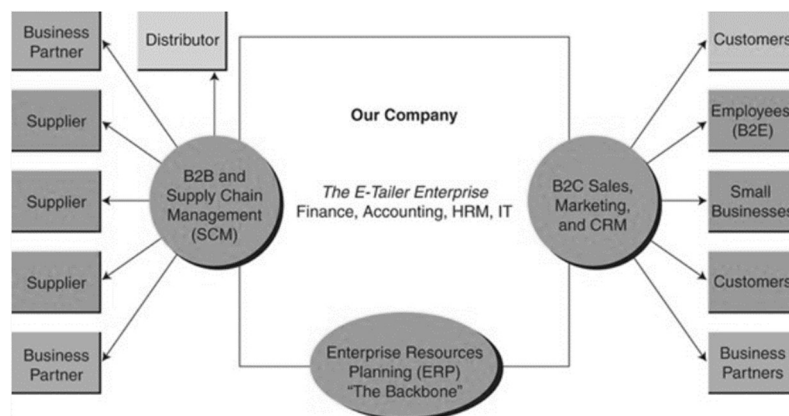 Business
Partner
Distributor
Customers
Our Company
Supplier
Employees
(B2E)
B2B and
Supply Chain
Management
(SCM)
The E-Tailer Enterprise
Finance, Accounting, HRM, IT
B2C Sales,
Marketing,
and CRM
Supplier
Small
Businesses
Supplier
Customers
Enterprise Resources
Planning (ERP)
“The Backbone”
Business
Partner
Business
Partners